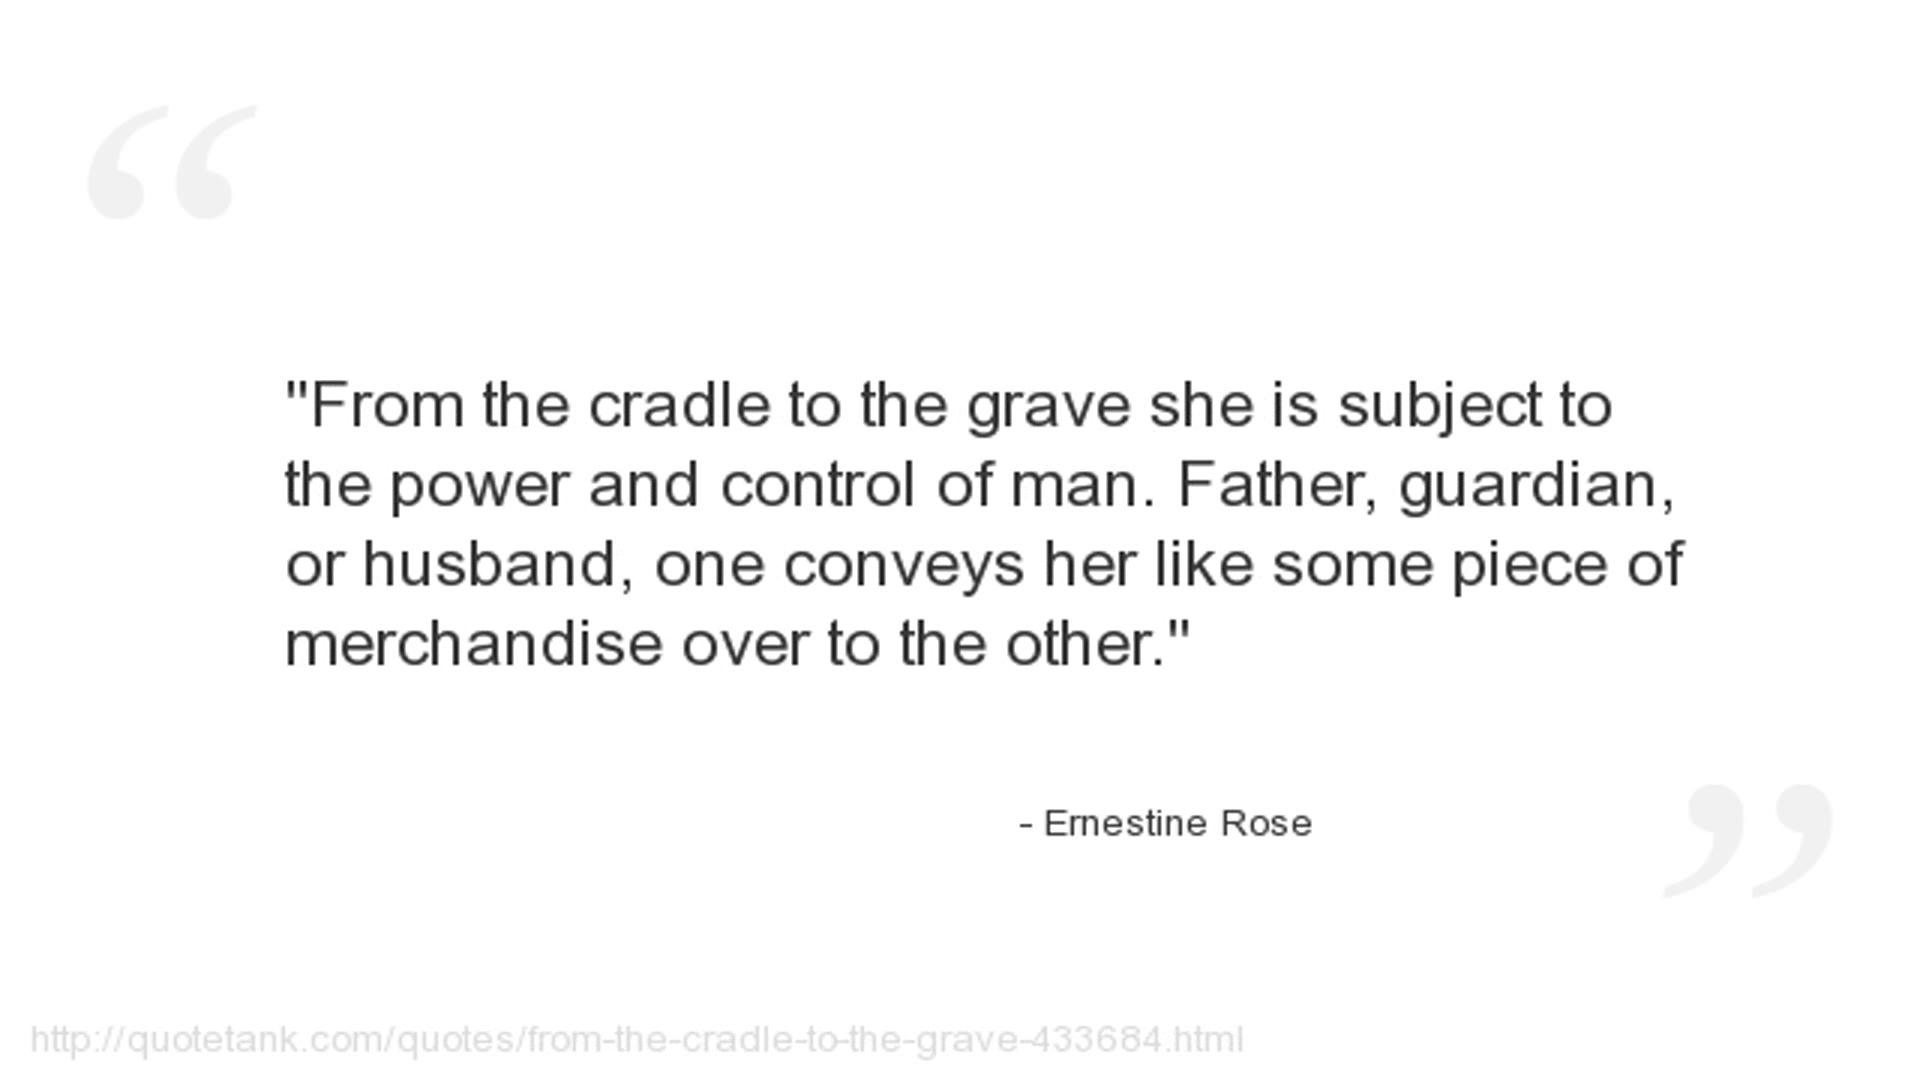 "From the cradle to the grave she is subject to
the power and control of man. Father, guardian,
or husband, one conveys her like some piece of
merchandise over to the other."
- Ernestine Rose
http://quotetank.com/quotes/from-the-cradle-to-the-grave-433684.html